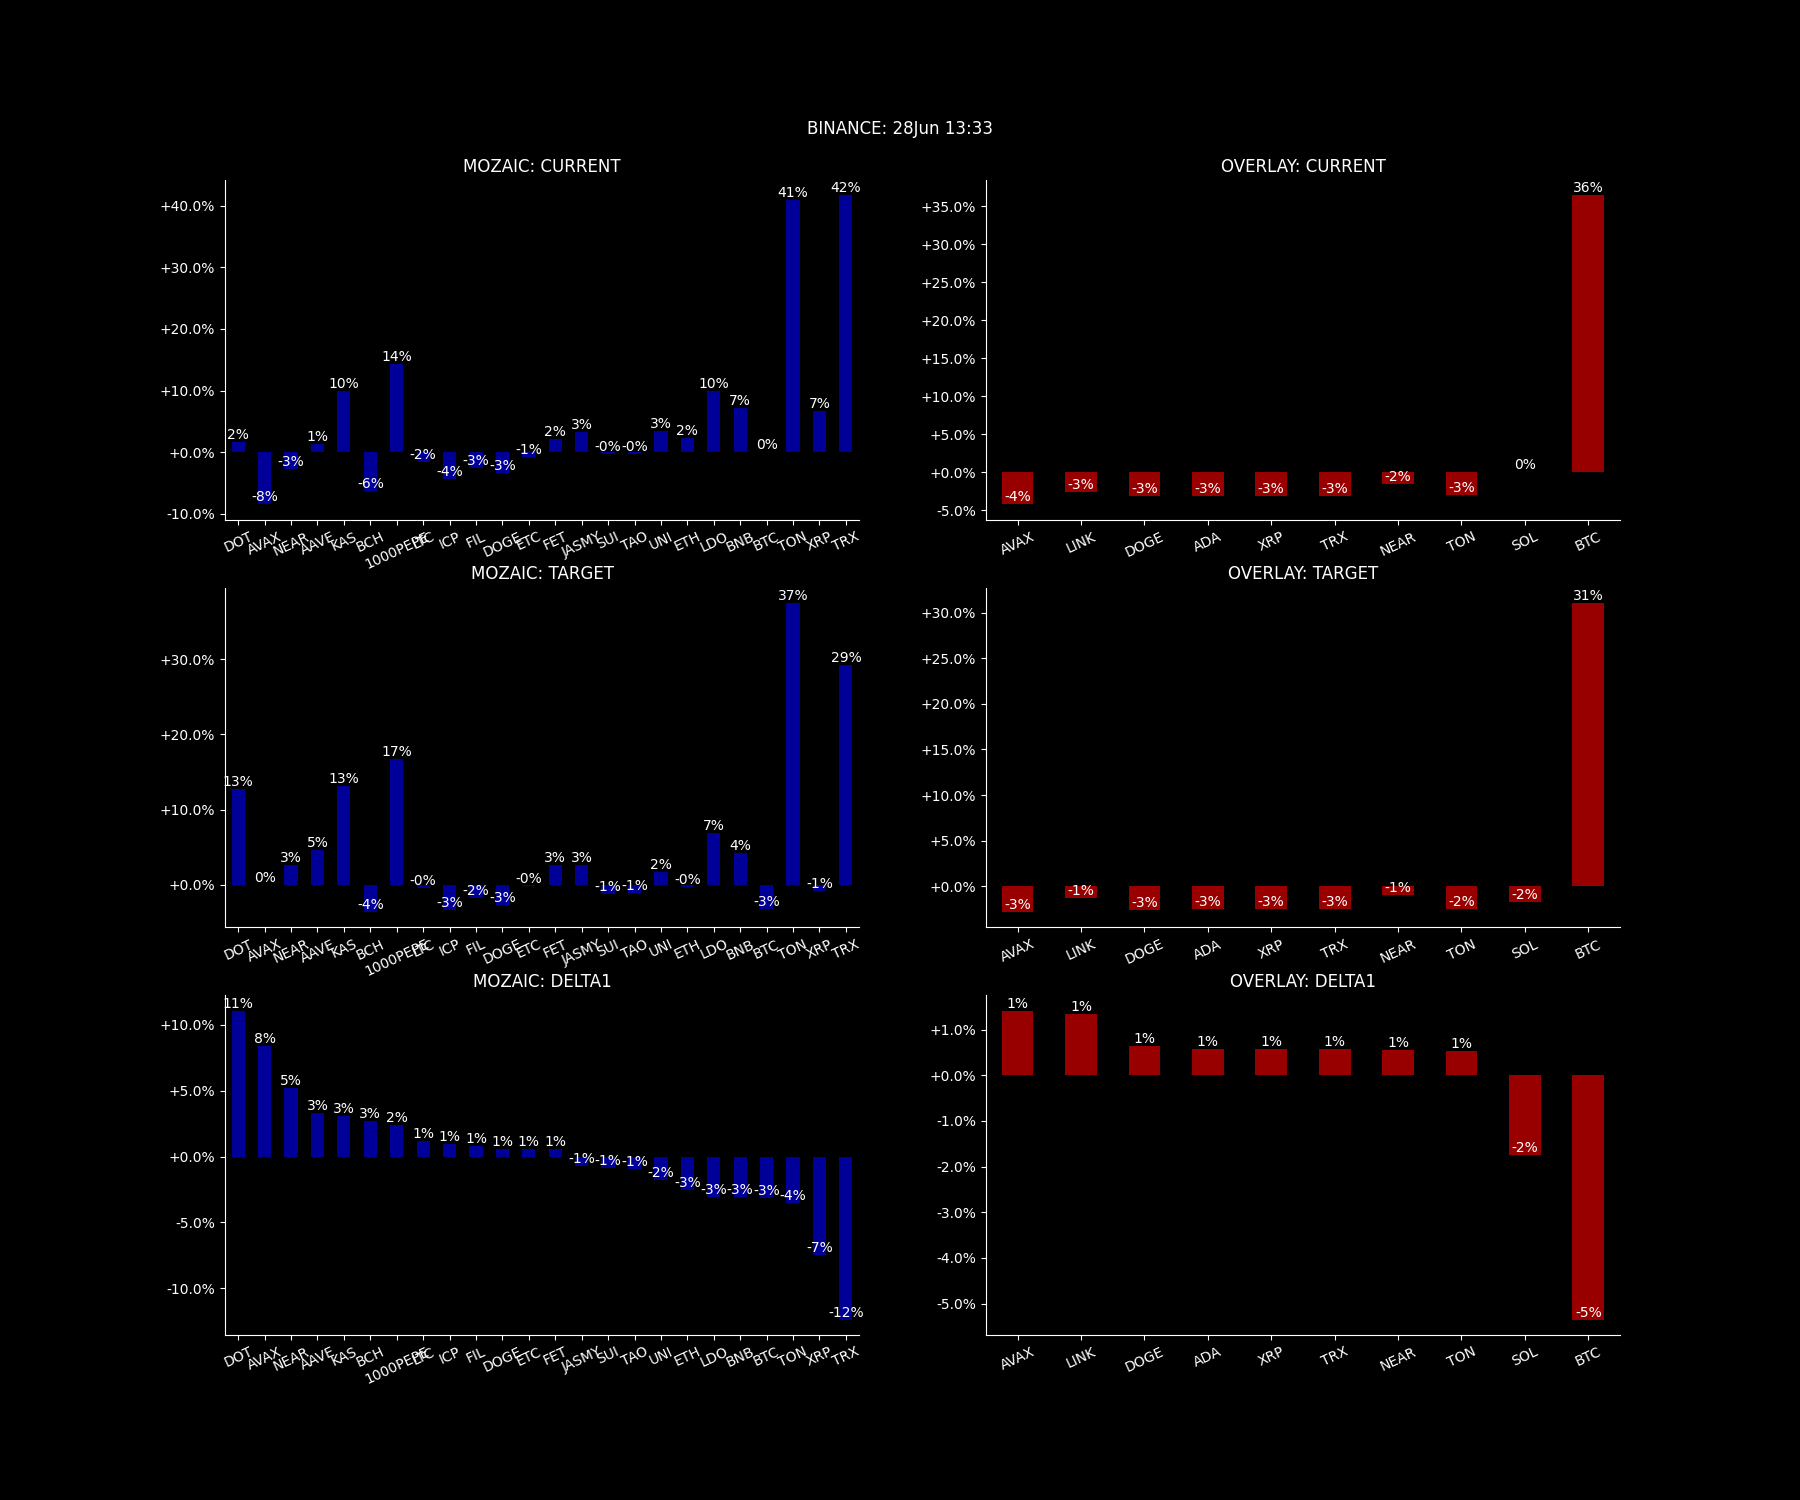 BINANCE: 28Jun 13:33
MOZAIC: CURRENT
42%
41%
+40.0%
+30.0%
+20.0%
14%
10% 10%
+10.0%
7% 7%
2% 1% 2% 3% 3% 2%
+0.0%
-8% -3% -6% -2% -4% -3% -3% -1% -0% -0% 0%
-10.0%
DOT AVAX NEAR AAVE KAS BCH 1000PEPE ICP FIL DOGE ETC FET JASMY SUI TAO UNI ETH LDO BNB BTC TON XRP TRX
OVERLAY: CURRENT
36%
+35.0%
+30.0%
+25.0%
+20.0%
+15.0%
+10.0%
+5.0%
+0.0%
-4% -3% -3% -3% -3% -3% -2% -3% 0%
-5.0%
AVAX LINK DOGE ADA XRP TRX NEAR TON SOL BTC
MOZAIC: TARGET
37%
+30.0%
29%
+20.0%
17%
13% 13%
+10.0%
0% 3% 5% 3% 3% 2% 7% 4%
+0.0%
-4% -0% -3% -2% -3% -0% -1% -1% -0% -3% -1%
DOT AVAX NEAR AAVE KAS BCH 1000PEPE ICP FIL DOGE ETC FET JASMY SUI TAO UNI ETH LDO BNB BTC TON XRP TRX
OVERLAY: TARGET
31%
+30.0%
+25.0%
+20.0%
+15.0%
+10.0%
+5.0%
+0.0%
-3% -1% -3% -3% -3% -3% -1% -2% -2%
AVAX LINK DOGE ADA XRP TRX NEAR TON SOL BTC
MOZAIC: DELTA1
11%
+10.0%
8%
+5.0%
5% 3% 3% 3% 2% 1% 1% 1% 1% 1% 1%
+0.0%
-1% -1% -1% -2% -3% -3% -3% -3% -4%
-5.0%
-7%
-10.0%
-12%
DOT AVAX NEAR AAVE KAS BCH 1000PEPE ICP FIL DOGE ETC FET JASMY SUI TAO UNI ETH LDO BNB BTC TON XRP TRX
OVERLAY: DELTA1
1% 1% 1% 1% 1% 1% 1% 1%
+1.0%
+0.0%
-1.0%
-2%
-2.0%
-3.0%
-4.0%
-5.0%
-5%
AVAX LINK DOGE ADA XRP TRX NEAR TON SOL BTC